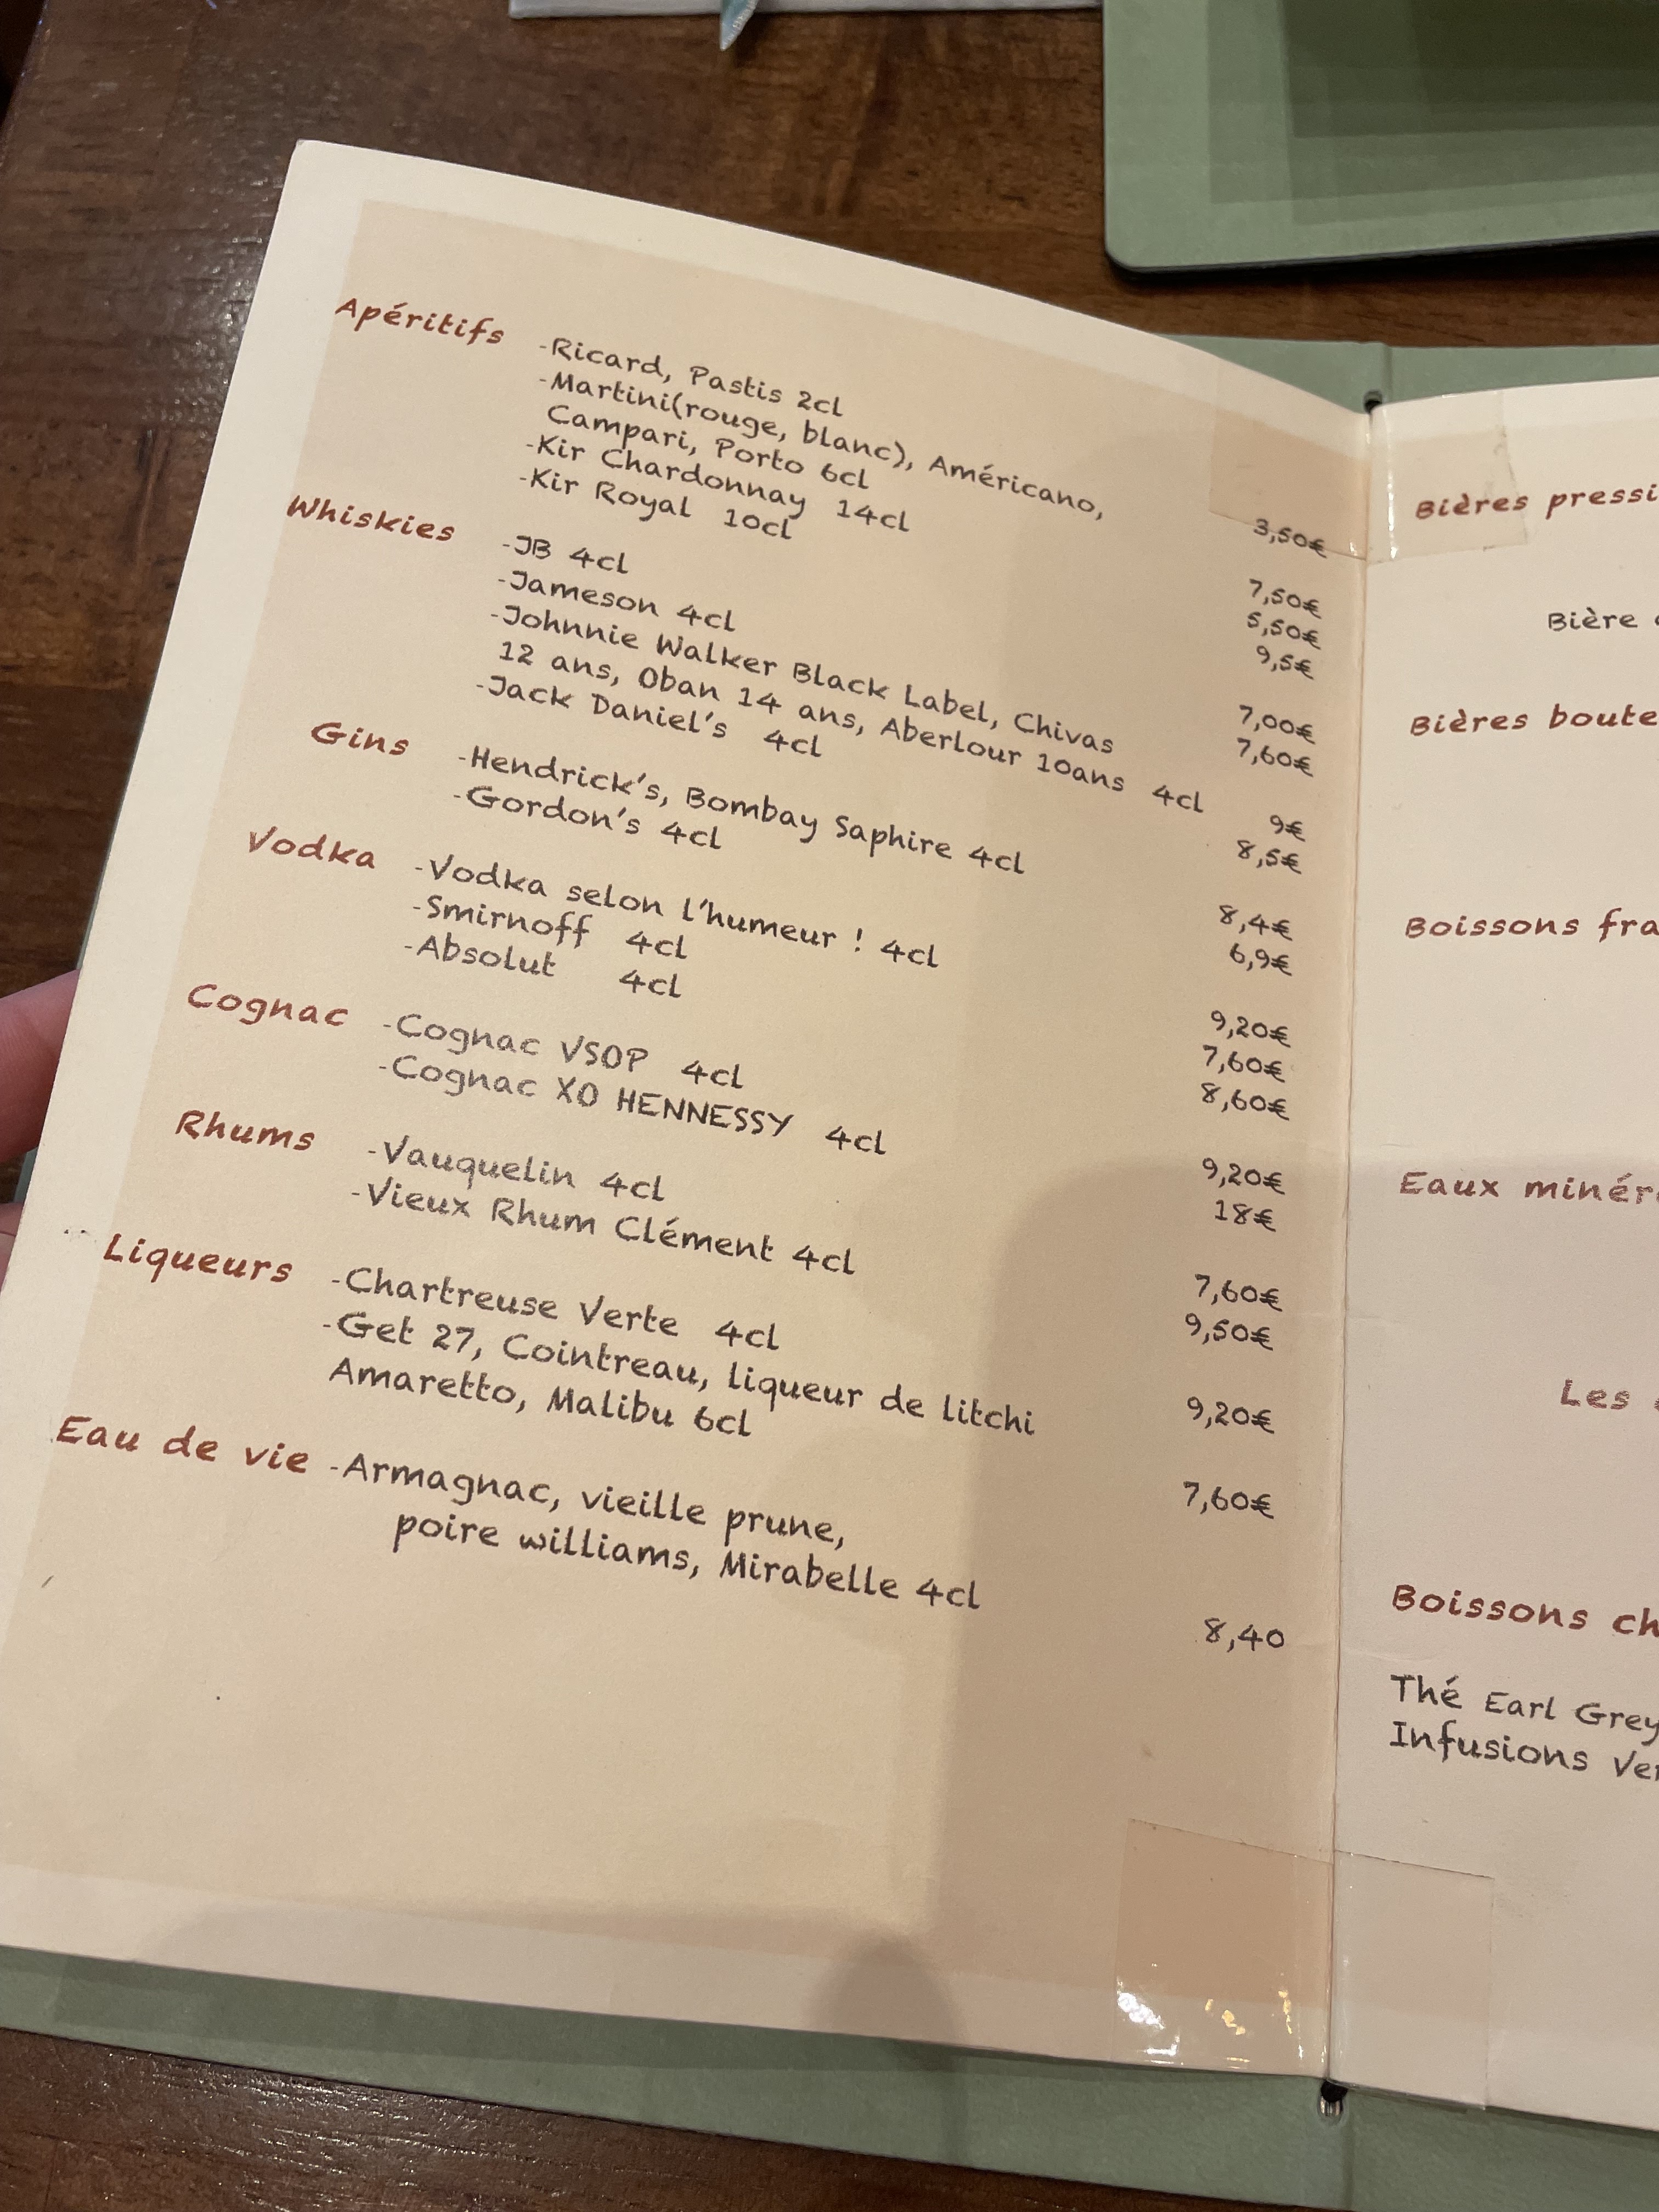 Apéritifs -Ricard, Pastis 2cl 3,50€
-Martini(rouge, blanc), Américano,
Campari, Porto 6cl 7,50€
-Kir Chardonnay 14cl 5,50€
-Kir Royal 10cl 9,5€
Whiskies -JB 4cl 7,00€
-Jameson 4cl 7,60€
-Johnnie Walker Black Label, Chivas
12 ans, Oban 14 ans, Aberlour 10ans 4cl 9€
-Jack Daniel's 4cl 8,5€
Gins -Hendrick's, Bombay Saphire 4cl 8,4€
-Gordon's 4cl 6,9€
Vodka -Vodka selon l'humeur ! 4cl 9,20€
-Smirnoff 4cl 7,60€
-Absolut 4cl 8,60€
Cognac -Cognac VSOP 4cl 9,20€
-Cognac XO HENNESSY 4cl 18€
Rhums -Vauquelin 4cl 7,60€
-Vieux Rhum Clément 4cl 9,50€
Liqueurs -Chartreuse Verte 4cl 9,20€
-Get 27, Cointreau, liqueur de litchi
Amaretto, Malibu 6cl 7,60€
Eau de vie -Armagnac, vieille prune,
poire williams, Mirabelle 4cl 8,40
Bières pressi
Bière
Bières boute
Boissons fra
Eaux minér
Les
Boissons ch
Thé Earl Grey
Infusions Ver